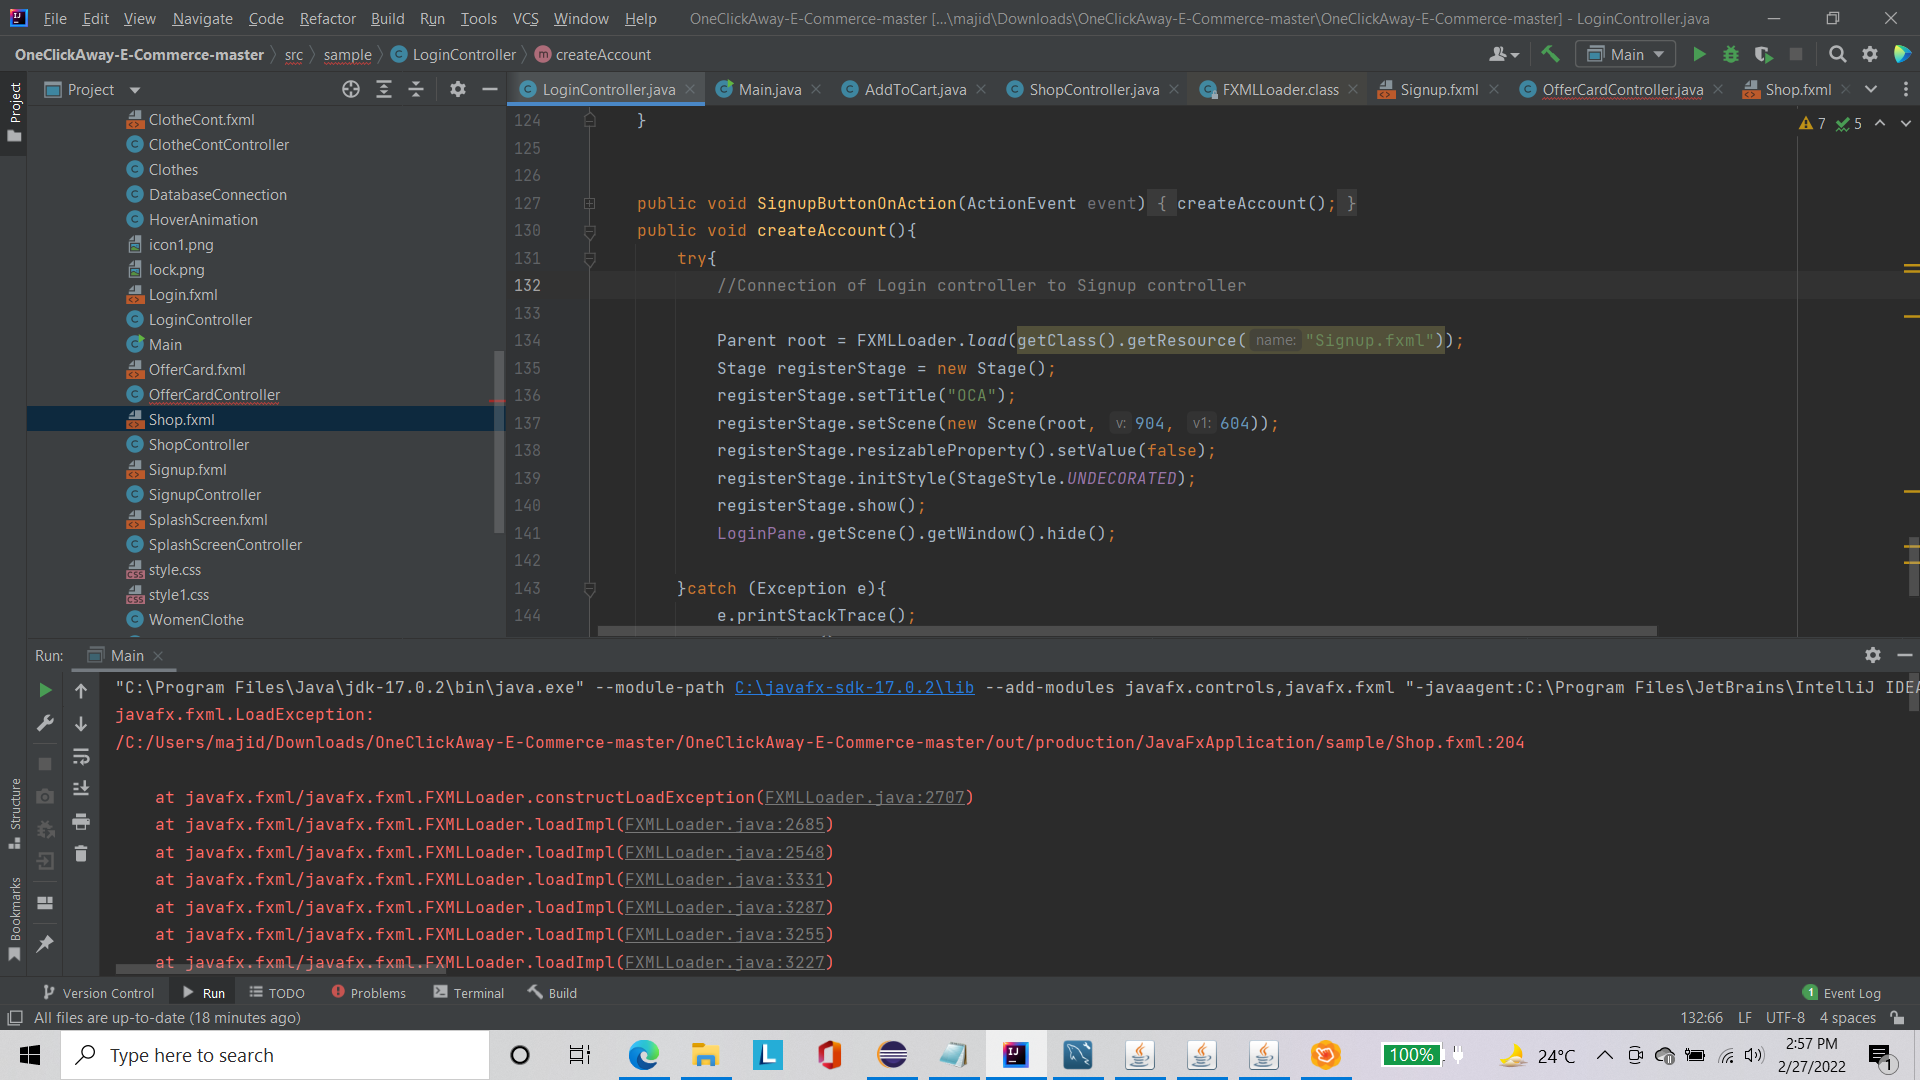 File Edit View Navigate Code Refactor Build Run Tools VCS Window Help OneClickAway-E-Commerce-master [...\majid\Downloads\OneClickAway-E-Commerce-master\OneClickAway-E-Commerce-master] - LoginController.java
OneClickAway-E-Commerce-master src sample LoginController createAccount Main
Project
Project
LoginController.java Main.java AddToCart.java ShopController.java FXMLLoader.class Signup.fxml OfferCardController.java Shop.fxml
ClotheCont.fxml
ClotheContController
Clothes
DatabaseConnection
HoverAnimation
icon1.png
lock.png
Login.fxml
LoginController
Main
OfferCard.fxml
OfferCardController
Shop.fxml
ShopController
Signup.fxml
SignupController
SplashScreen.fxml
SplashScreenController
style.css
style1.css
WomenClothe
7 5
124 }
125
126
127 public void SignupButtonOnAction(ActionEvent event) { createAccount(); }
130 public void createAccount(){
131 try{
132 //Connection of Login controller to Signup controller
133
134 Parent root = FXMLLoader.load(getClass().getResource( name: "Signup.fxml"));
135 Stage registerStage = new Stage();
136 registerStage.setTitle("OCA");
137 registerStage.setScene(new Scene(root, v: 904, v1: 604));
138 registerStage.resizableProperty().setValue(false);
139 registerStage.initStyle(StageStyle.UNDECORATED);
140 registerStage.show();
141 LoginPane.getScene().getWindow().hide();
142
143 }catch (Exception e){
144 e.printStackTrace();
Run: Main
"C:\Program Files\Java\jdk-17.0.2\bin\java.exe" --module-path C:\javafx-sdk-17.0.2\lib --add-modules javafx.controls,javafx.fxml "-javaagent:C:\Program Files\JetBrains\IntelliJ IDEA
javafx.fxml.LoadException:
/C:/Users/majid/Downloads/OneClickAway-E-Commerce-master/OneClickAway-E-Commerce-master/out/production/JavaFxApplication/sample/Shop.fxml:204
at javafx.fxml/javafx.fxml.FXMLLoader.constructLoadException(FXMLLoader.java:2707)
at javafx.fxml/javafx.fxml.FXMLLoader.loadImpl(FXMLLoader.java:2685)
at javafx.fxml/javafx.fxml.FXMLLoader.loadImpl(FXMLLoader.java:2548)
at javafx.fxml/javafx.fxml.FXMLLoader.loadImpl(FXMLLoader.java:3331)
at javafx.fxml/javafx.fxml.FXMLLoader.loadImpl(FXMLLoader.java:3287)
at javafx.fxml/javafx.fxml.FXMLLoader.loadImpl(FXMLLoader.java:3255)
at javafx.fxml/javafx.fxml.FXMLLoader.loadImpl(FXMLLoader.java:3227)
Structure
Bookmarks
Version Control Run TODO Problems Terminal Build 1 Event Log
All files are up-to-date (18 minutes ago) 132:66 LF UTF-8 4 spaces
Type here to search 100% 24°C 2:57 PM
2/27/2022 1